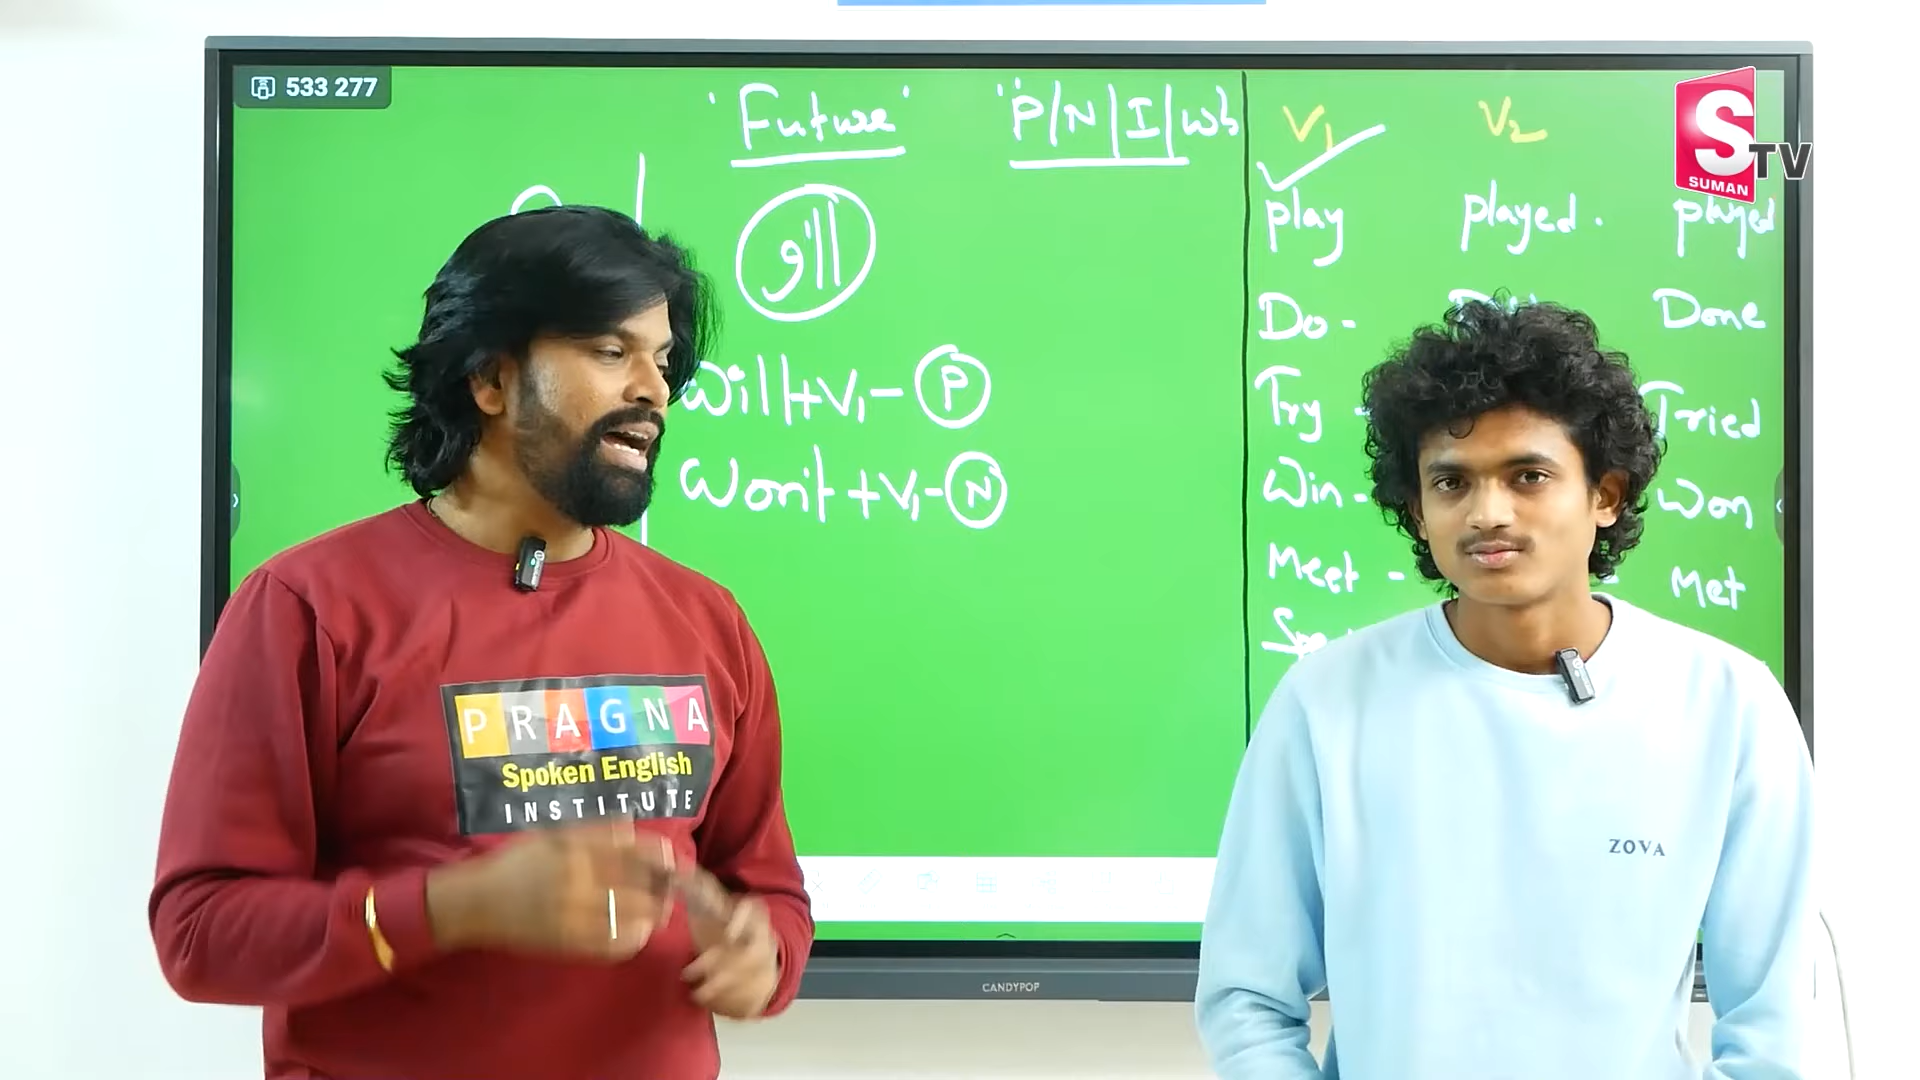 533 277
'Future' 'P/N/I/wh
V1 V2
S
TV
SUMAN
play played. played
Do - Done
Try - Tried
Will+V1- P
Won't+V1- N
Win- Won
Meet - Met
PRAGNA
Spoken English
INSTITUTE
ZOVA
CANDYPOP